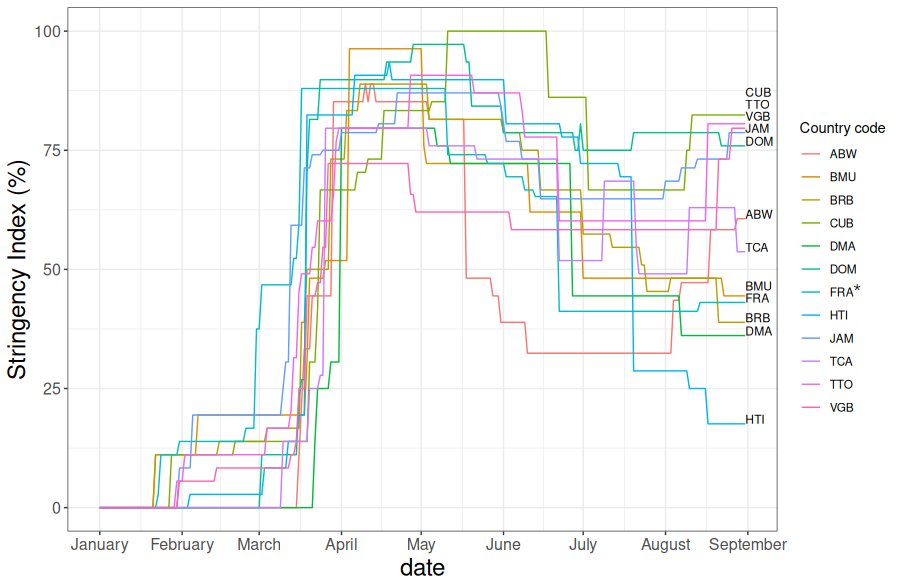 Stringency Index (%)
100
75
50
25
0
January February March April May June July August September
date
CUB
TTO
VGB
JAM
DOM
ABW
TCA
BMU
FRA
BRB
DMA
HTI
Country code
ABW
BMU
BRB
CUB
DMA
DOM
FRA*
HTI
JAM
TCA
TTO
VGB